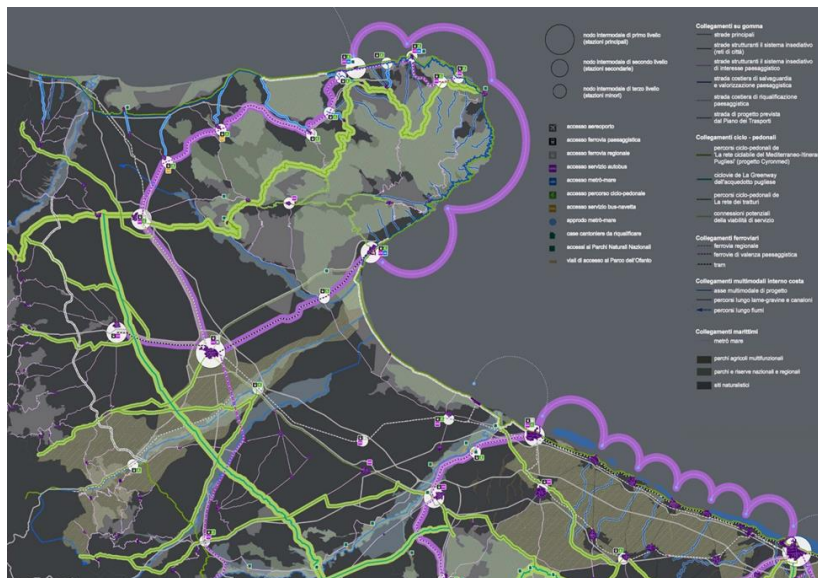 nodo intermodale di primo livello
(stazioni principali)
nodo intermodale di secondo livello
(stazioni secondarie)
nodo intermodale di terzo livello
(stazioni minori)
accesso aereoporto
accesso ferrovia paesaggistica
accesso ferrovia regionale
accesso servizio autobus
accesso metrò-mare
accesso percorso ciclo-pedonale
accesso servizio bus-navetta
approdo metrò-mare
case cantoniere da riqualificare
accessi ai Parchi Naturali Nazionali
viali di accesso al Parco dell'Ofanto
Collegamenti su gomma
strade principali
strade strutturanti il sistema insediativo
(reti di città)
strade strutturanti il sistema insediativo
di interesse paesaggistico
strada costiera di salvaguardia
e valorizzazione paesaggistica
strada costiera di riqualificazione
paesaggistica
strada di progetto prevista
dal Piano dei Trasporti
Collegamenti ciclo - pedonali
percorsi ciclo-pedonali de
'La rete ciclabile del Mediterraneo-Itinerari
Pugliesi' (progetto Cyronmed)
ciclovie de La Greenway
dell'acquedotto pugliese
percorsi ciclo-pedonali de
La rete dei tratturi
connessioni potenziali
della viabilità di servizio
Collegamenti ferroviari
ferrovia regionale
ferrovie di valenza paesaggistica
tram
Collegamenti multimodali interno costa
asse multimodale di progetto
percorsi lungo lame-gravine e canaloni
percorsi lungo fiumi
Collegamenti marittimi
metrò mare
parchi agricoli multifunzionali
parchi e riserve nazionali e regionali
siti naturalistici